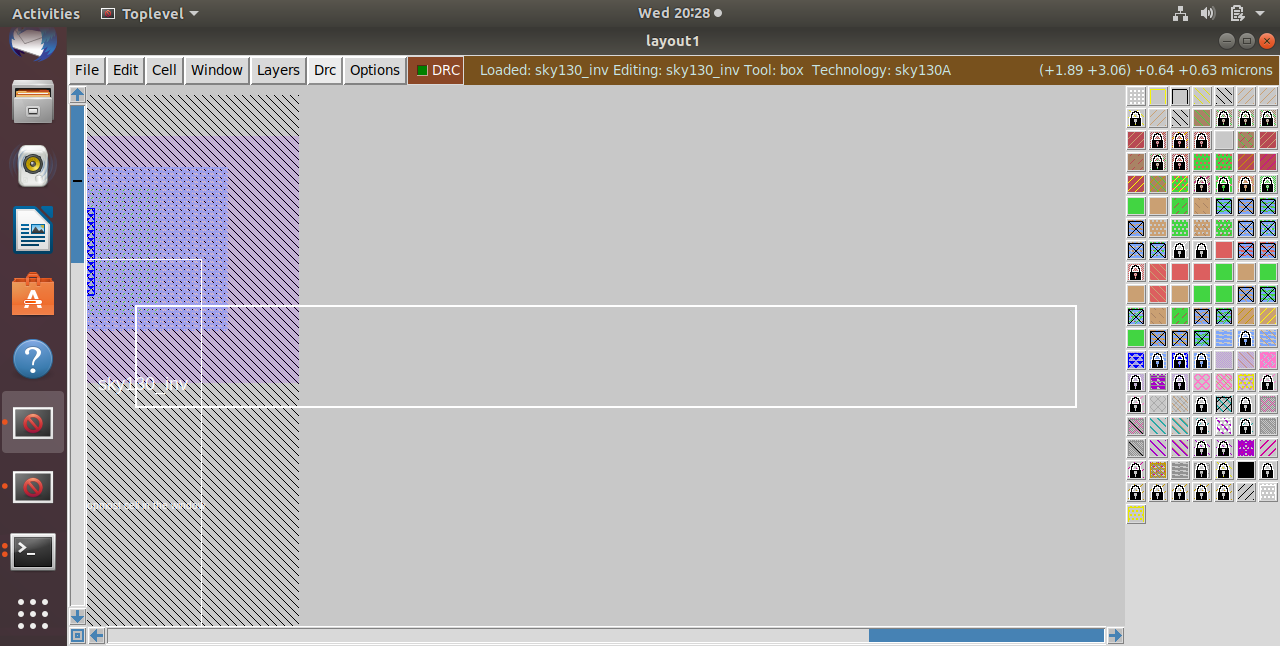 Activities Toplevel Wed 20:28
layout1
File Edit Cell Window Layers Drc Options DRC Loaded: sky130_inv Editing: sky130_inv Tool: box Technology: sky130A (+1.89 +3.06) +0.64 +0.63 microns
sky130_inv